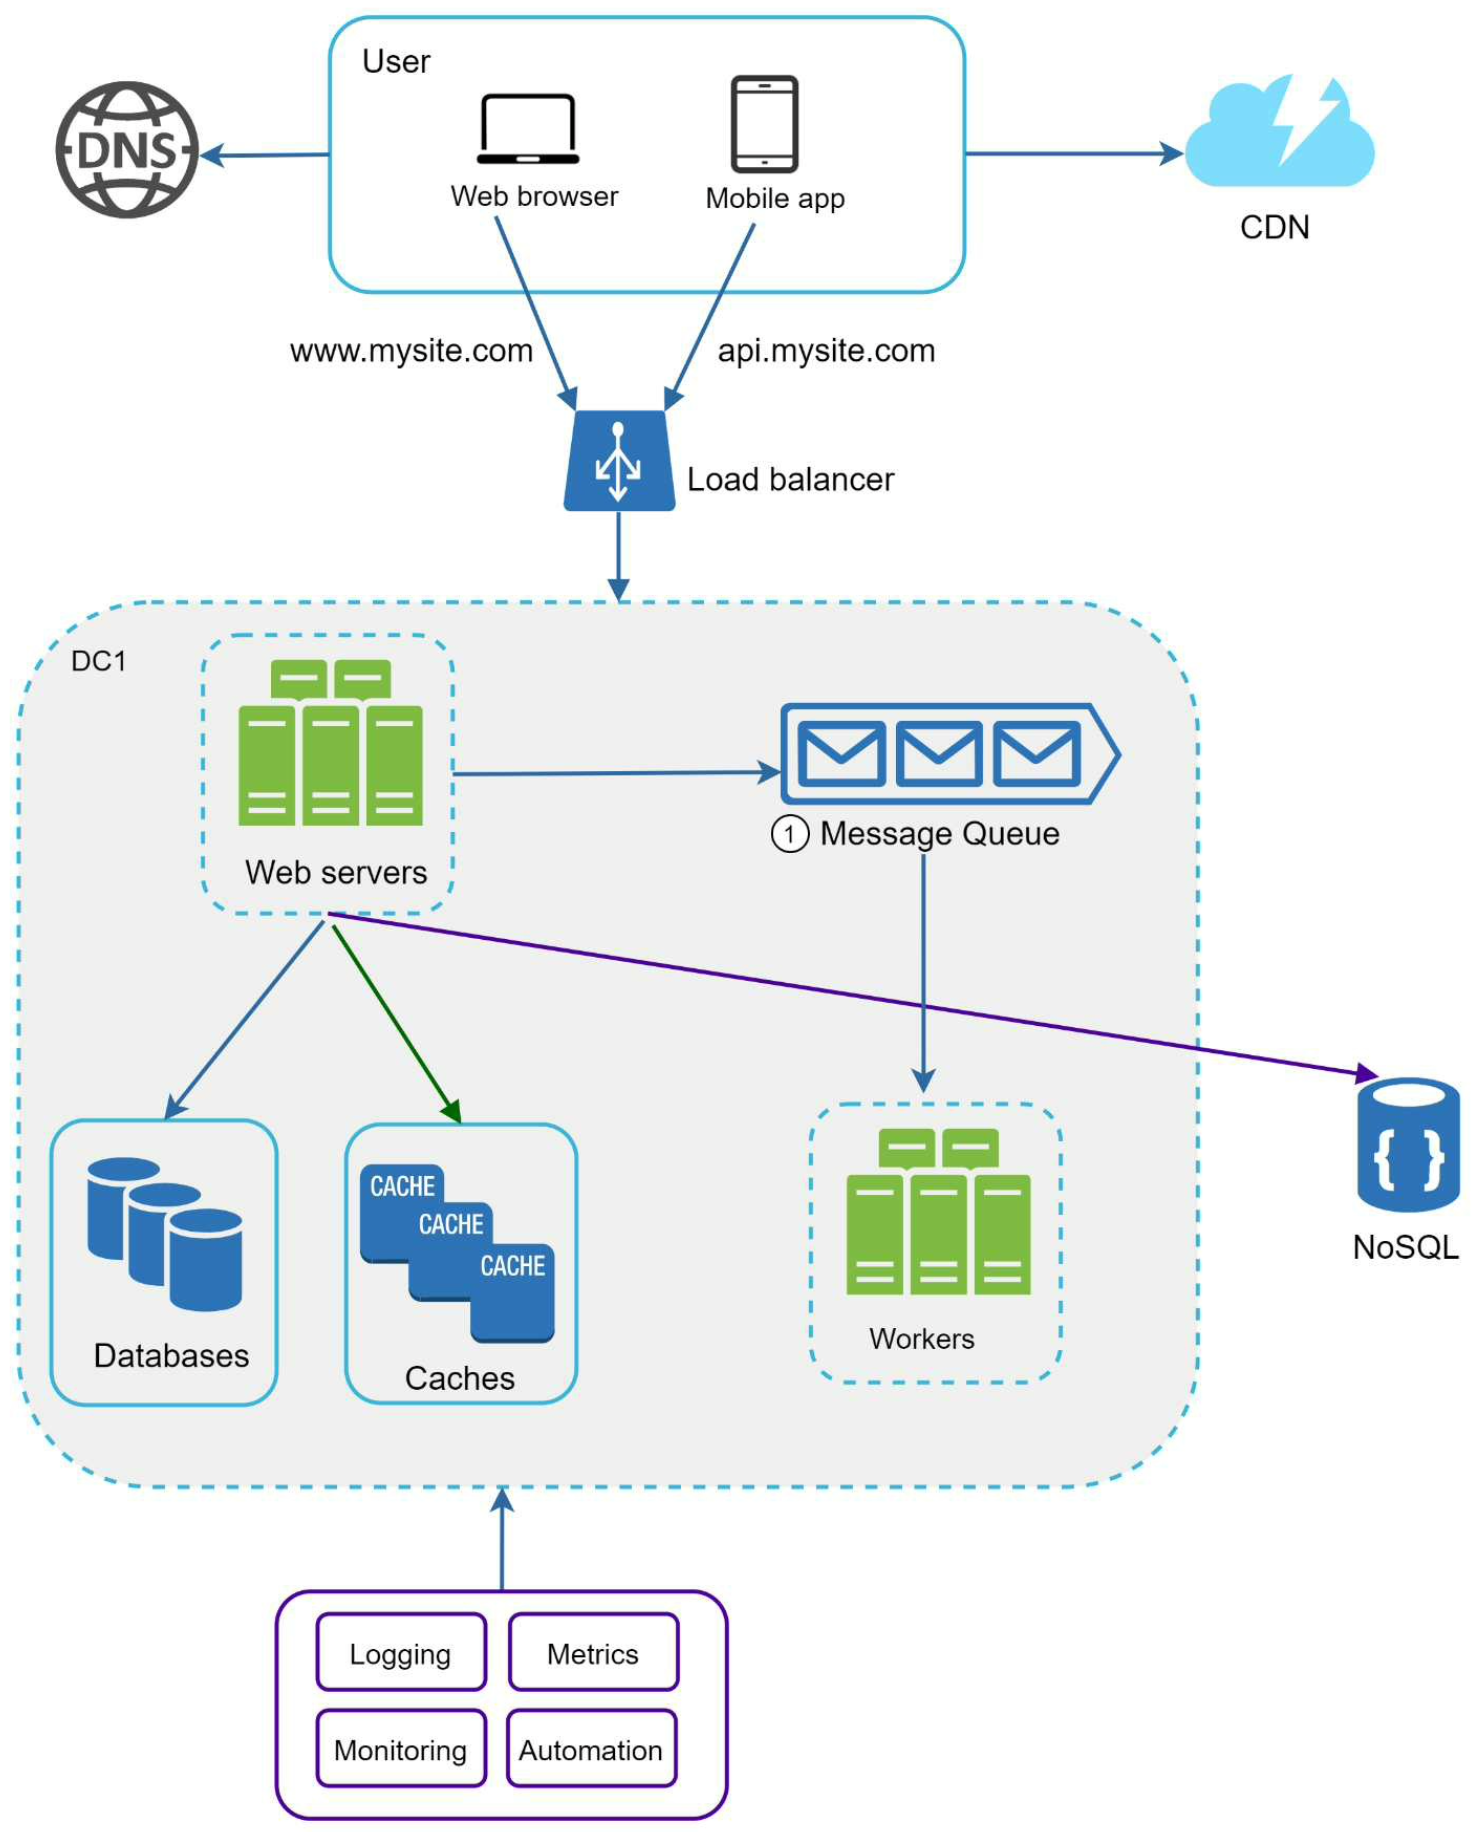 User
DNS
Web browser
Mobile app
CDN
www.mysite.com
api.mysite.com
Load balancer
DC1
Web servers
1 Message Queue
CACHE
CACHE
CACHE
Databases
Caches
Workers
{ }
NoSQL
Logging
Metrics
Monitoring
Automation